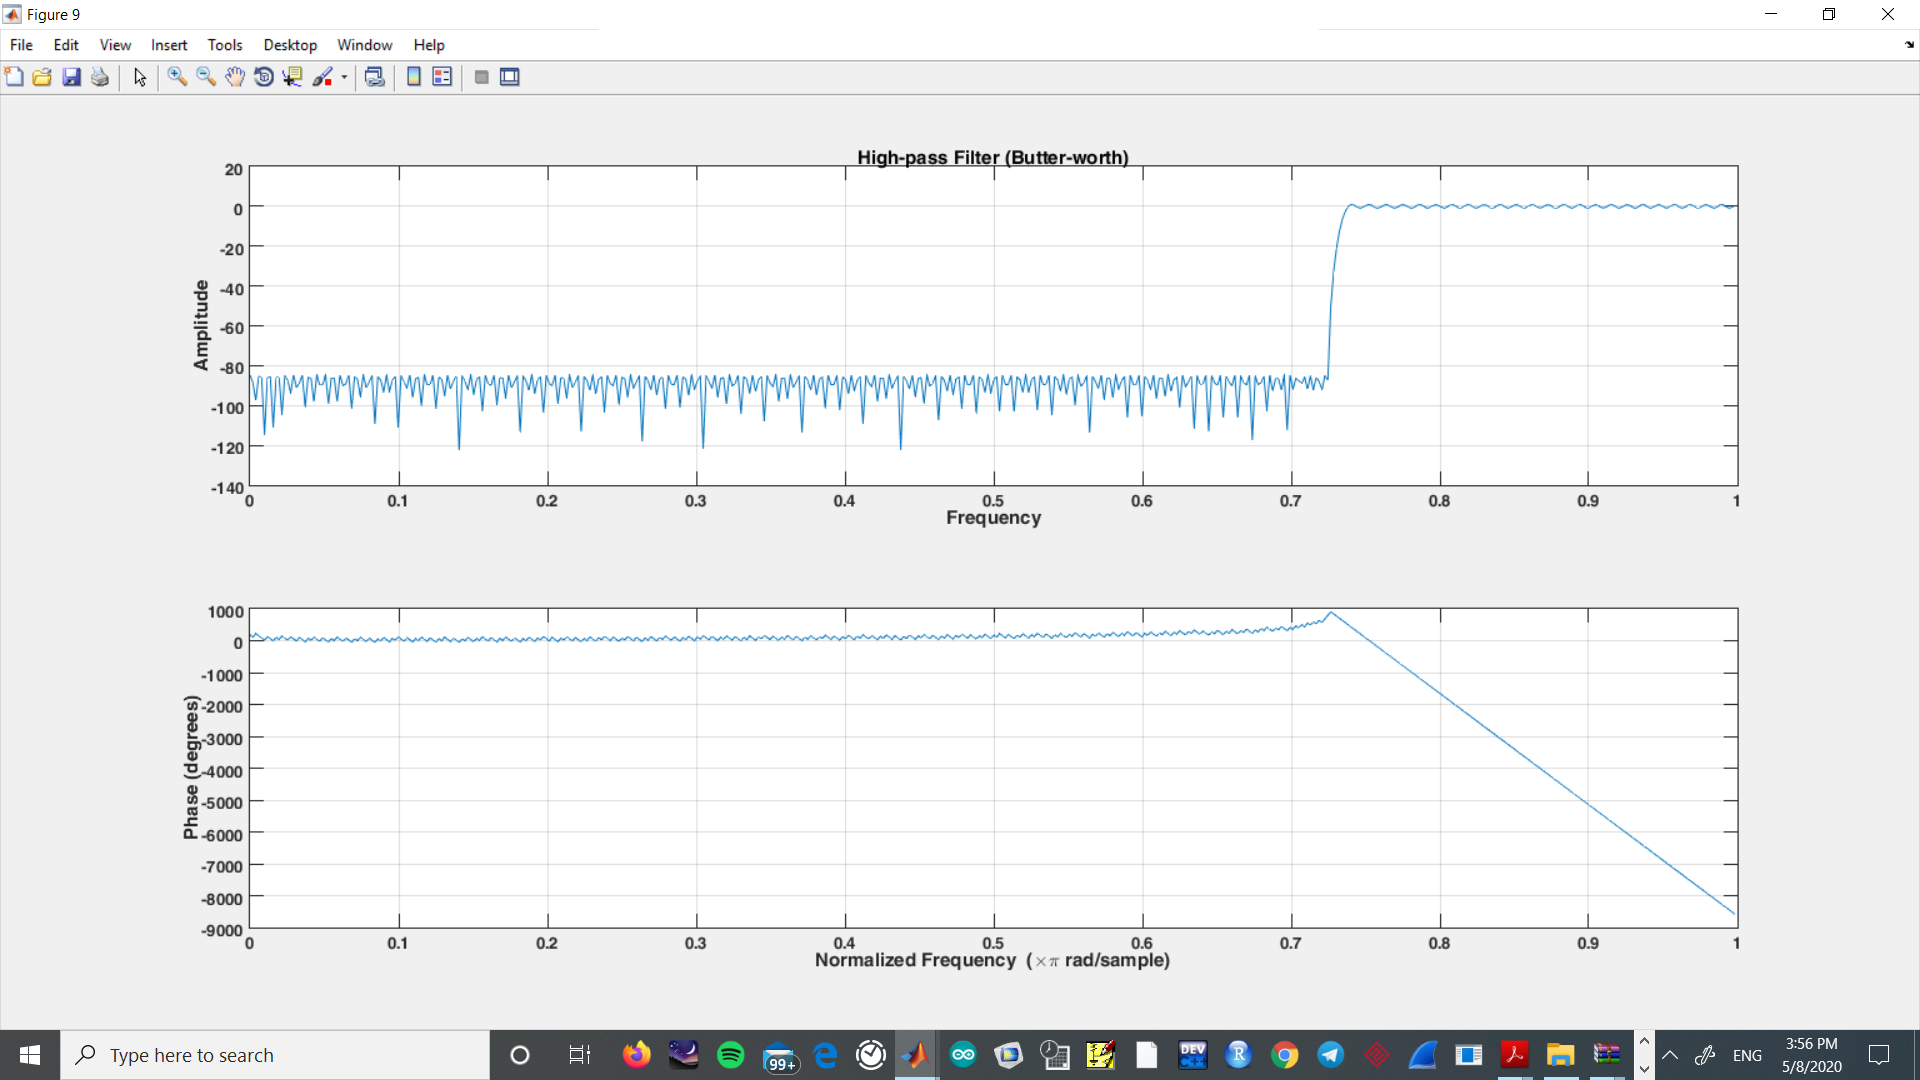 Figure 9
File Edit View Insert Tools Desktop Window Help
High-pass Filter (Butter-worth)
20
0
-20
-40
-60
-80
-100
-120
-140
Amplitude
0 0.1 0.2 0.3 0.4 0.5 0.6 0.7 0.8 0.9 1
Frequency
1000
0
-1000
-2000
-3000
-4000
-5000
-6000
-7000
-8000
-9000
Phase (degrees)
0 0.1 0.2 0.3 0.4 0.5 0.6 0.7 0.8 0.9 1
Normalized Frequency (×π rad/sample)
Type here to search
99+
DEV
C++
R
ENG
3:56 PM
5/8/2020